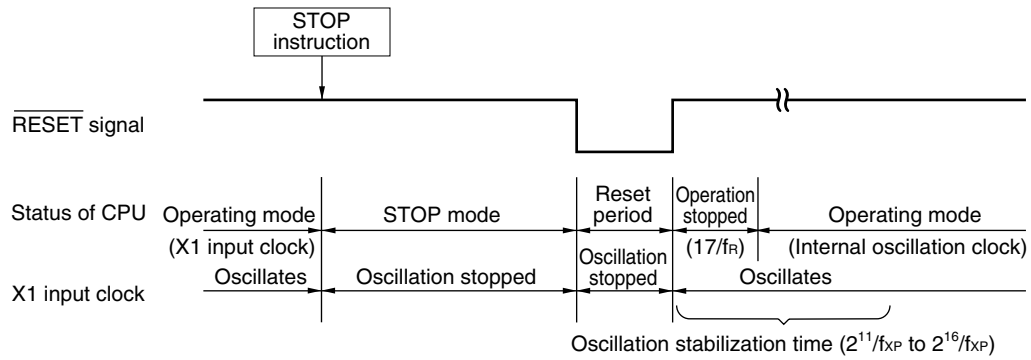 STOP
instruction
RESET signal
Status of CPU
Operating mode
(X1 input clock)
STOP mode
Reset
period
Operation
stopped
(17/fR)
Operating mode
(Internal oscillation clock)
X1 input clock
Oscillates
Oscillation stopped
Oscillation
stopped
Oscillates
Oscillation stabilization time (2^11/fXP to 2^16/fXP)